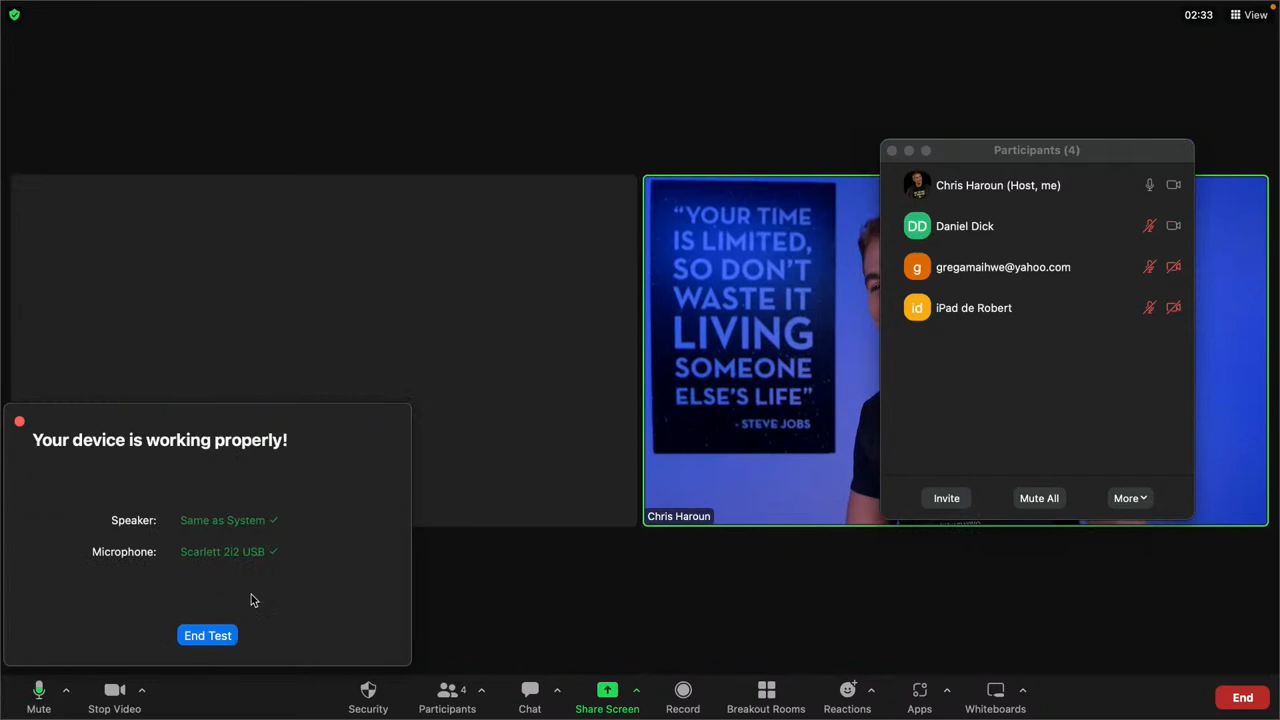 02:33
View
Participants (4)
Chris Haroun (Host, me)
DD Daniel Dick
g gregamaihwe@yahoo.com
id iPad de Robert
Invite
Mute All
More
“YOUR TIME
IS LIMITED,
SO DON’T
WASTE IT
LIVING
SOMEONE
ELSE’S LIFE”
- STEVE JOBS
Chris Haroun
Your device is working properly!
Speaker: Same as System
Microphone: Scarlett 2i2 USB
End Test
Mute
Stop Video
Security
4
Participants
Chat
Share Screen
Record
Breakout Rooms
Reactions
Apps
Whiteboards
End